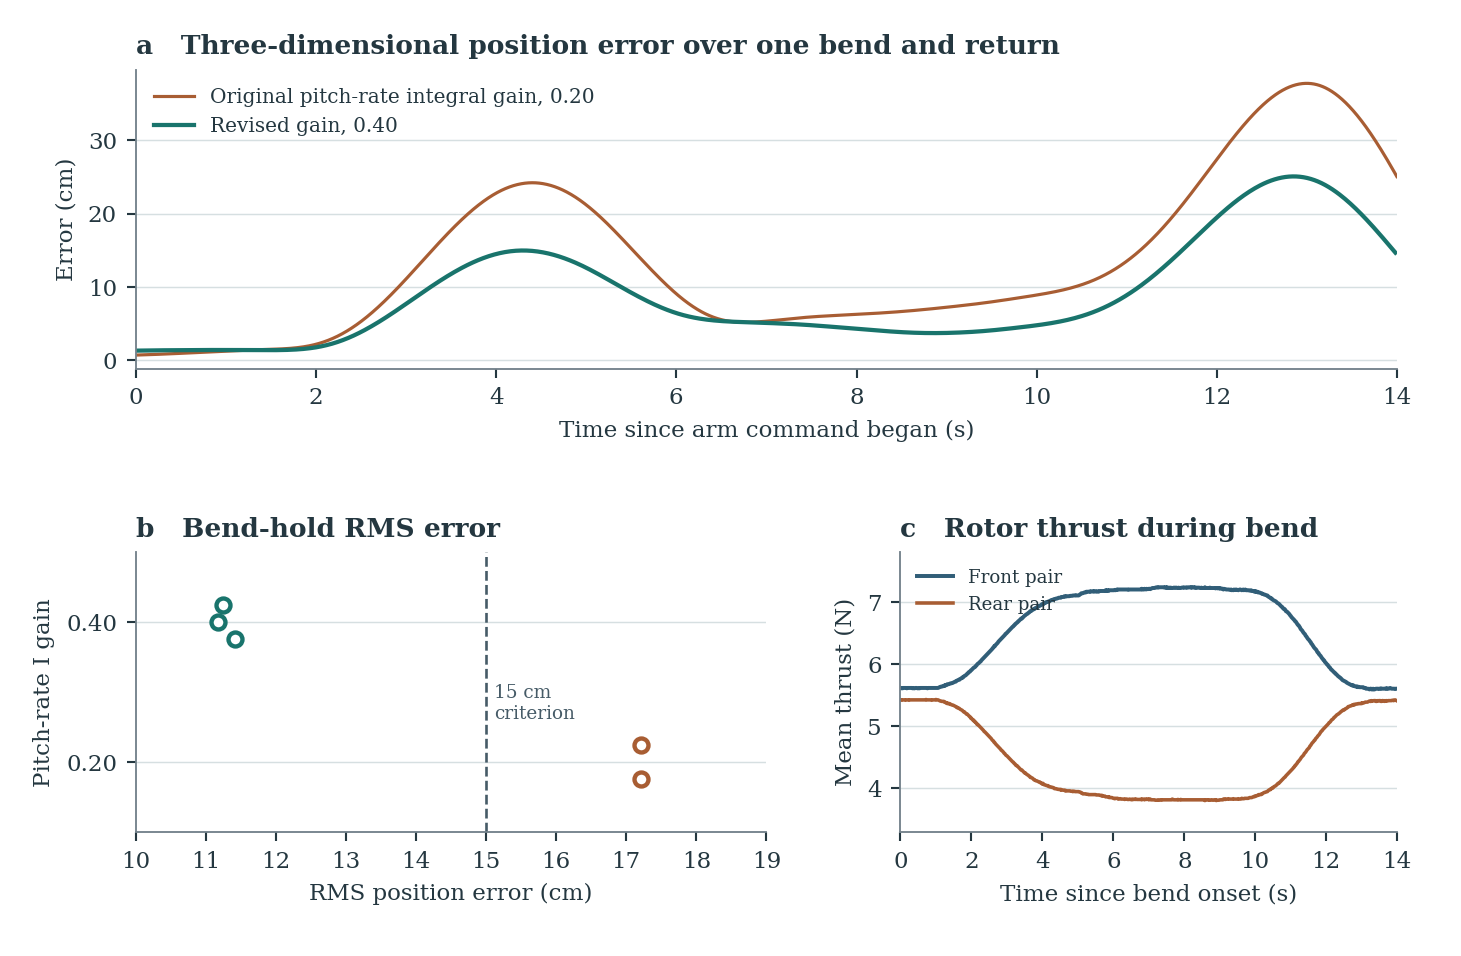 a Three-dimensional position error over one bend and return
Original pitch-rate integral gain, 0.20
Revised gain, 0.40
Error (cm)
30
20
10
0
0 2 4 6 8 10 12 14
Time since arm command began (s)
b Bend-hold RMS error
Pitch-rate I gain
0.40
0.20
15 cm
criterion
10 11 12 13 14 15 16 17 18 19
RMS position error (cm)
c Rotor thrust during bend
Front pair
Rear pair
Mean thrust (N)
7
6
5
4
0 2 4 6 8 10 12 14
Time since bend onset (s)